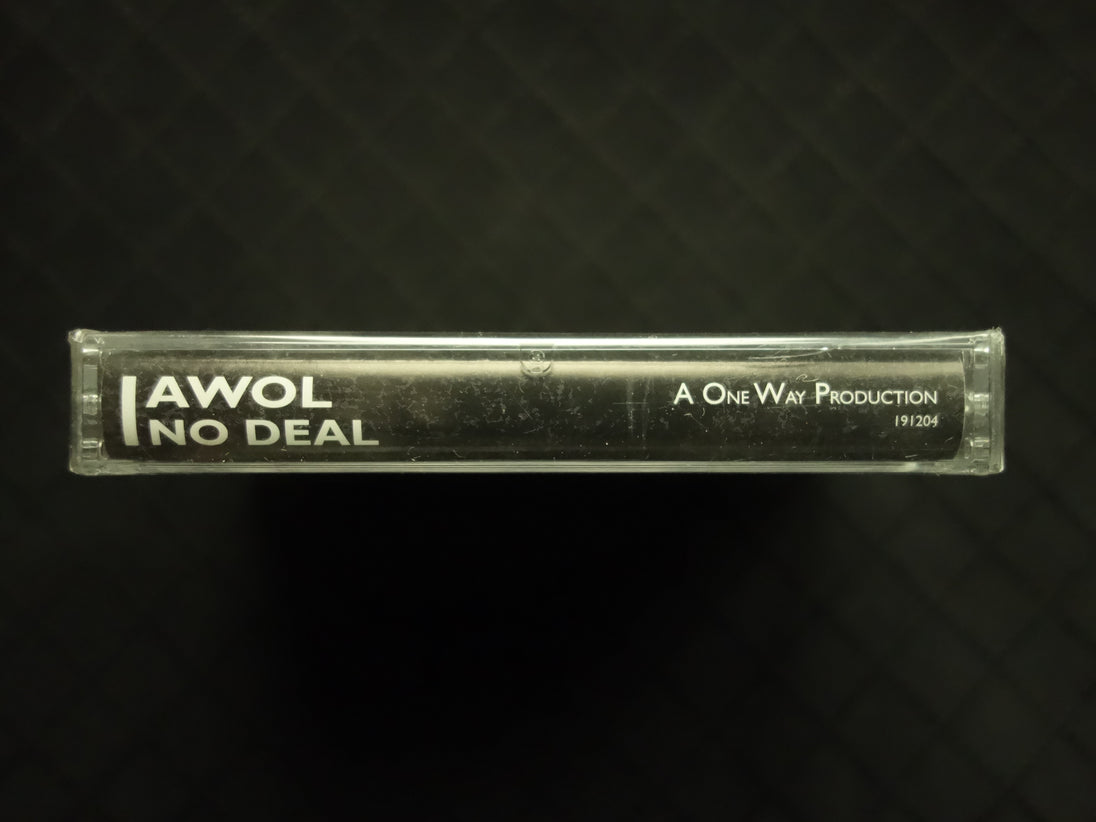 AWOL
NO DEAL
A One Way Production
191204